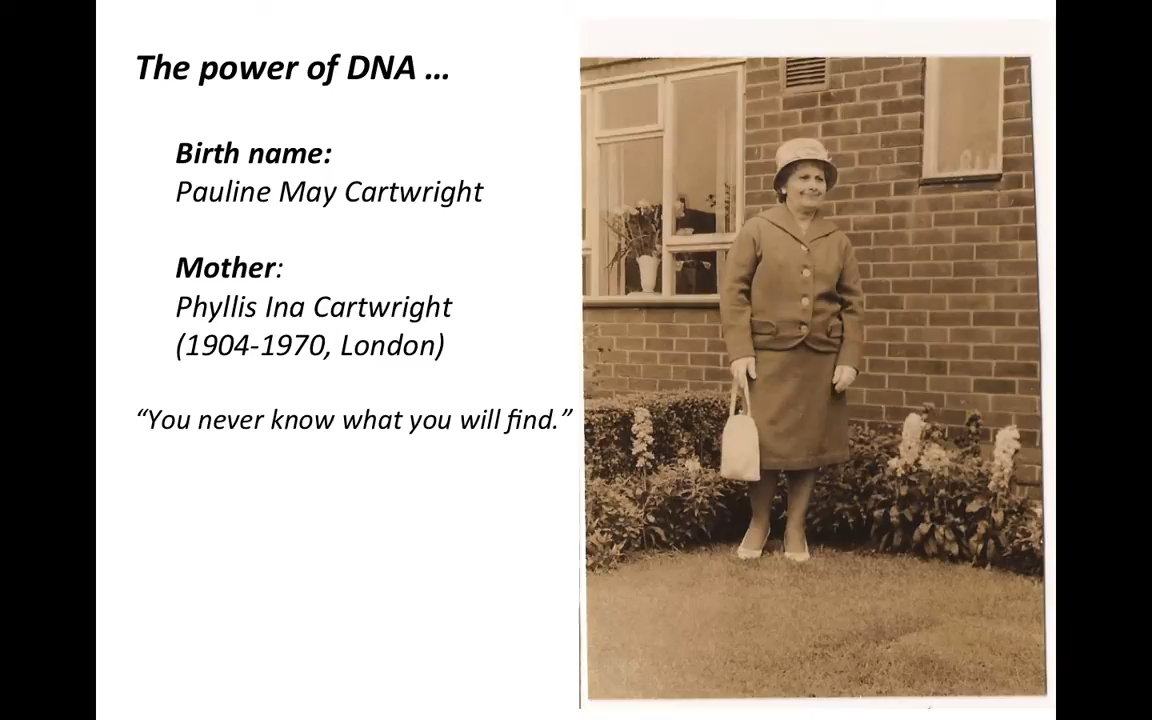 The power of DNA …
Birth name:
Pauline May Cartwright
Mother:
Phyllis Ina Cartwright
(1904-1970, London)
“You never know what you will find.”